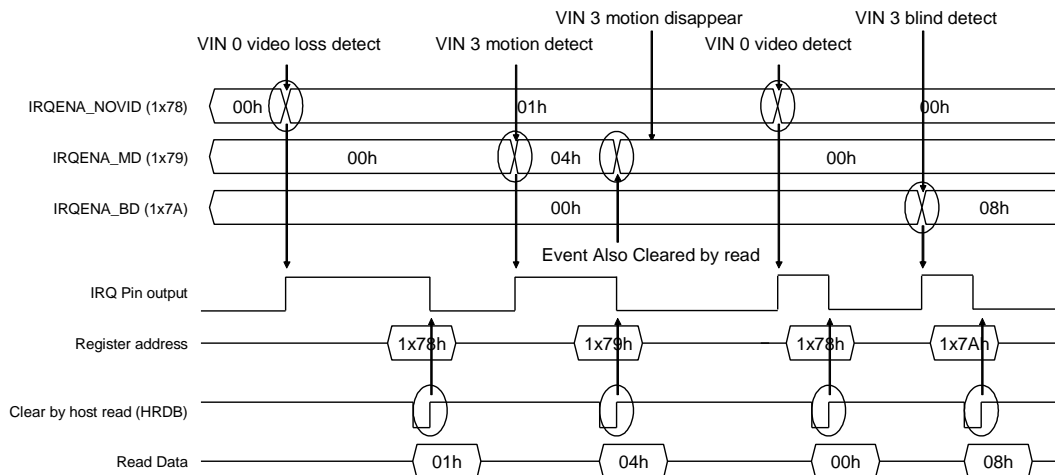 VIN 3 motion disappear
VIN 3 blind detect
VIN 0 video loss detect
VIN 3 motion detect
VIN 0 video detect
IRQENA_NOVID (1x78)
00h
01h
00h
IRQENA_MD (1x79)
00h
04h
00h
IRQENA_BD (1x7A)
00h
08h
Event Also Cleared by read
IRQ Pin output
Register address
1x78h
1x79h
1x78h
1x7Ah
Clear by host read (HRDB)
Read Data
01h
04h
00h
08h